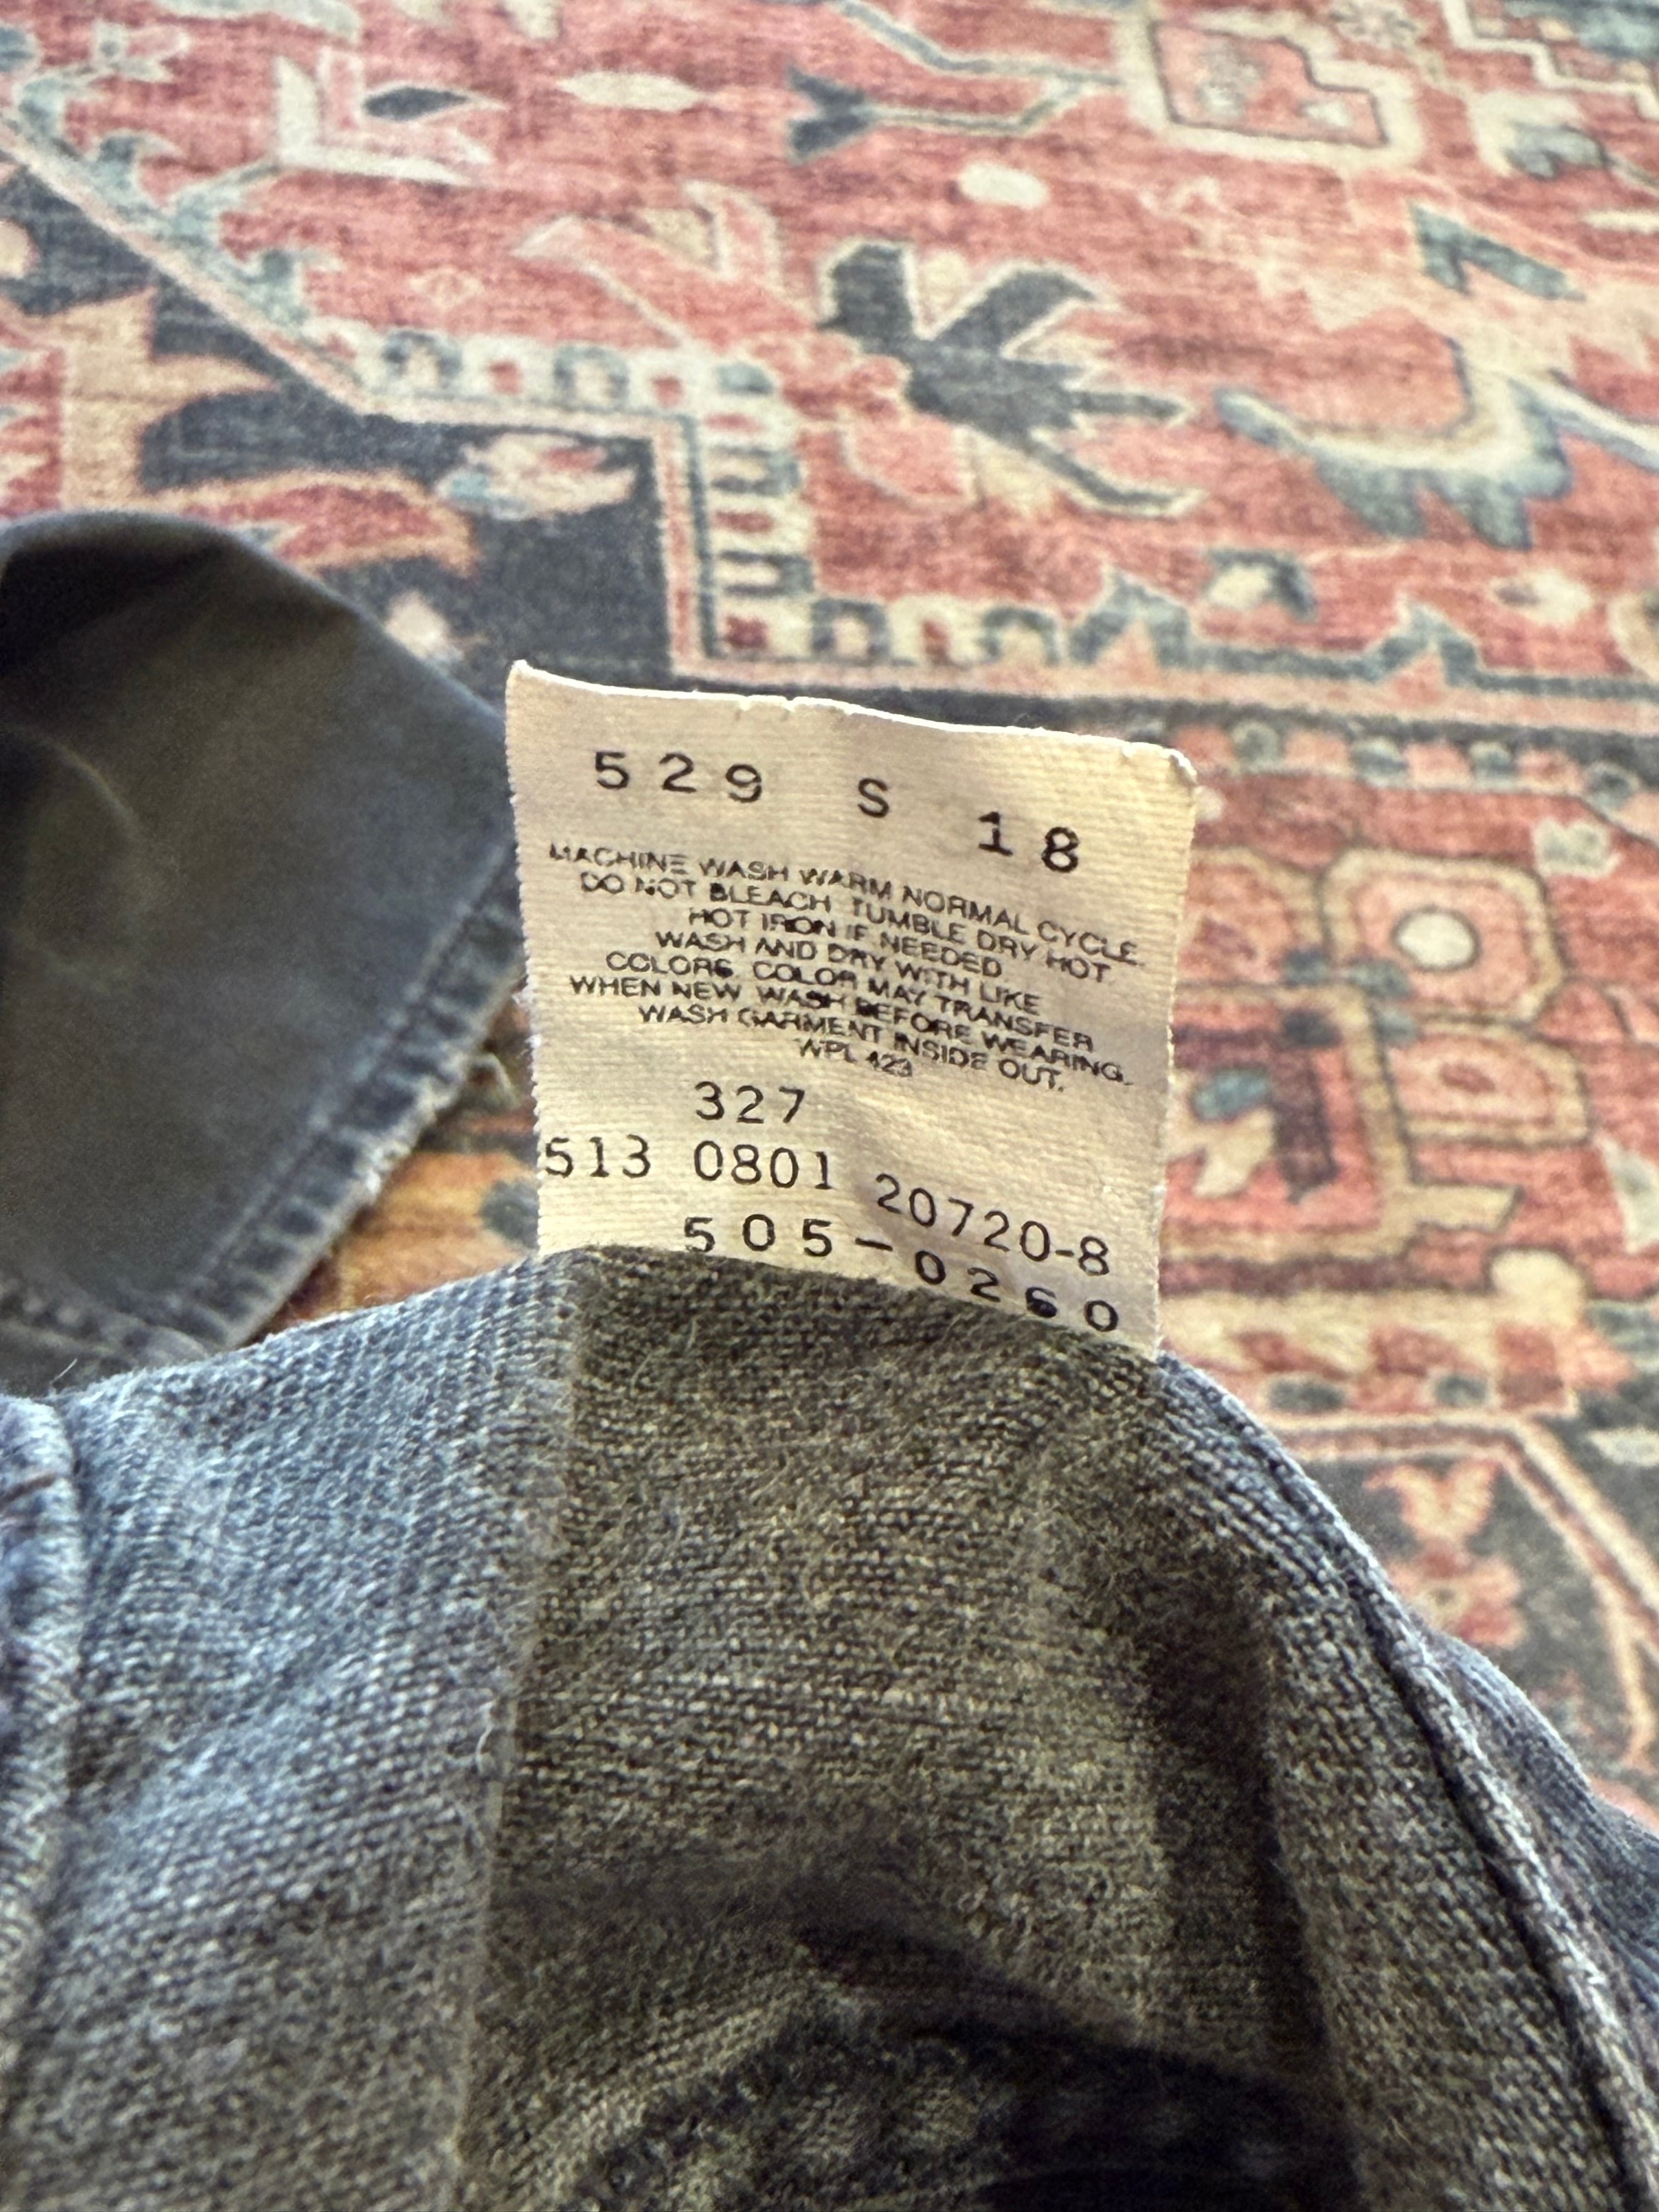 529 S 18
MACHINE WASH WARM NORMAL CYCLE.
DO NOT BLEACH TUMBLE DRY HOT
HOT IRON IF NEEDED
WASH AND DRY WITH LIKE
COLORS. COLOR MAY TRANSFER
WHEN NEW WASH BEFORE WEARING.
WASH GARMENT INSIDE OUT.
WPL 423
327
513 0801 20720-8
505-0260